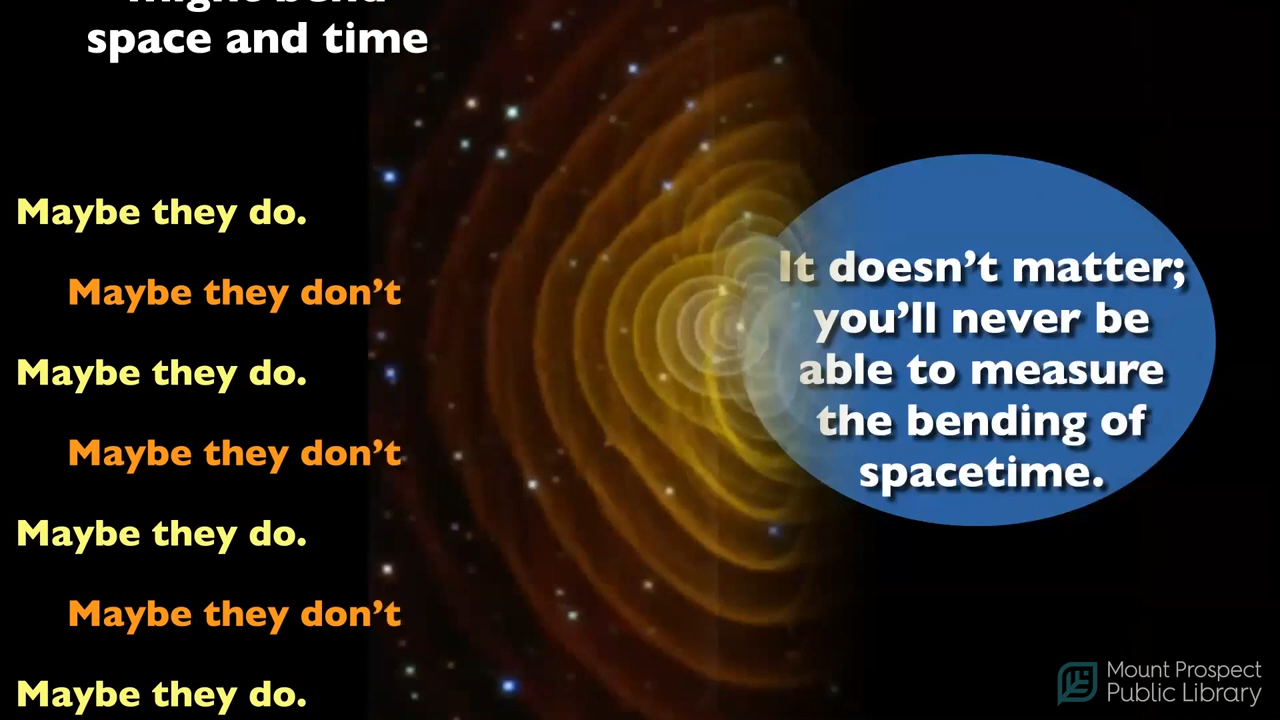 might bend
space and time
Maybe they do.
Maybe they don’t
Maybe they do.
Maybe they don’t
Maybe they do.
Maybe they don’t
Maybe they do.
It doesn’t matter;
you’ll never be
able to measure
the bending of
spacetime.
Mount Prospect
Public Library